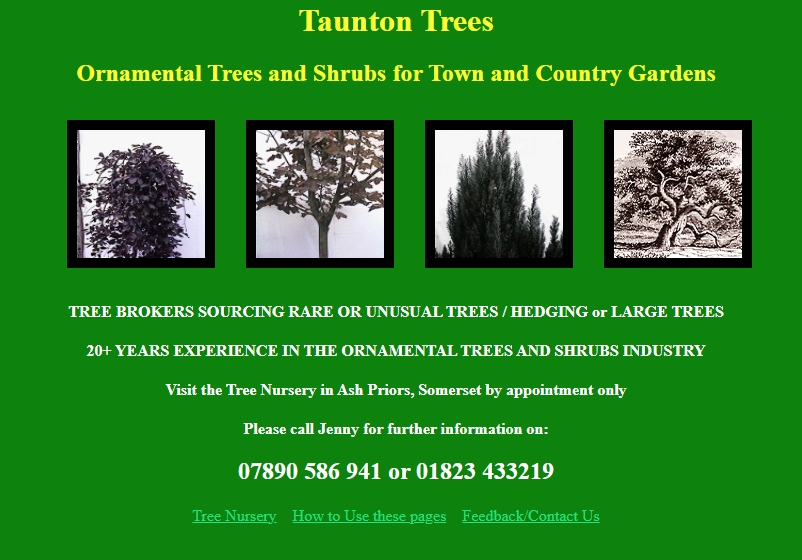 Taunton Trees
Ornamental Trees and Shrubs for Town and Country Gardens
TREE BROKERS SOURCING RARE OR UNUSUAL TREES / HEDGING or LARGE TREES
20+ YEARS EXPERIENCE IN THE ORNAMENTAL TREES AND SHRUBS INDUSTRY
Visit the Tree Nursery in Ash Priors, Somerset by appointment only
Please call Jenny for further information on:
07890 586 941 or 01823 433219
Tree Nursery How to Use these pages Feedback/Contact Us